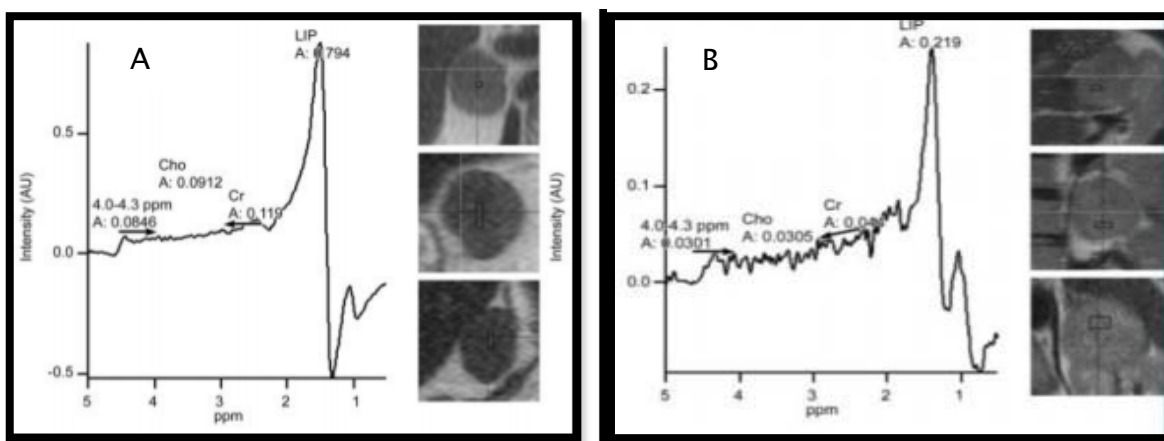 A
LIP
A: 0.794
0.5
Cho
A: 0.0912
4.0-4.3 ppm
A: 0.0846
Cr
A: 0.119
0.0
-0.5
Intensity (AU)
5 4 3 2 1
ppm
B
LIP
A: 0.219
0.2
0.1
4.0-4.3 ppm
A: 0.0301
Cho
A: 0.0305
Cr
0.0
Intensity (AU)
5 4 3 2 1
ppm